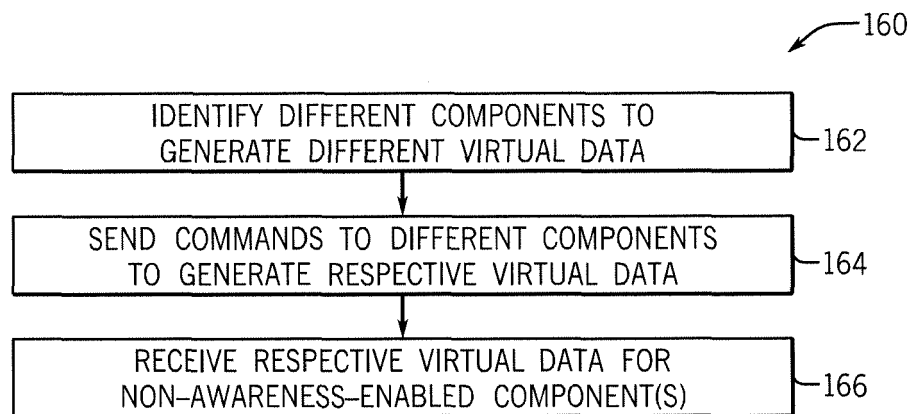 160
IDENTIFY DIFFERENT COMPONENTS TO
GENERATE DIFFERENT VIRTUAL DATA
162
SEND COMMANDS TO DIFFERENT COMPONENTS
TO GENERATE RESPECTIVE VIRTUAL DATA
164
RECEIVE RESPECTIVE VIRTUAL DATA FOR
NON-AWARENESS-ENABLED COMPONENT(S)
166